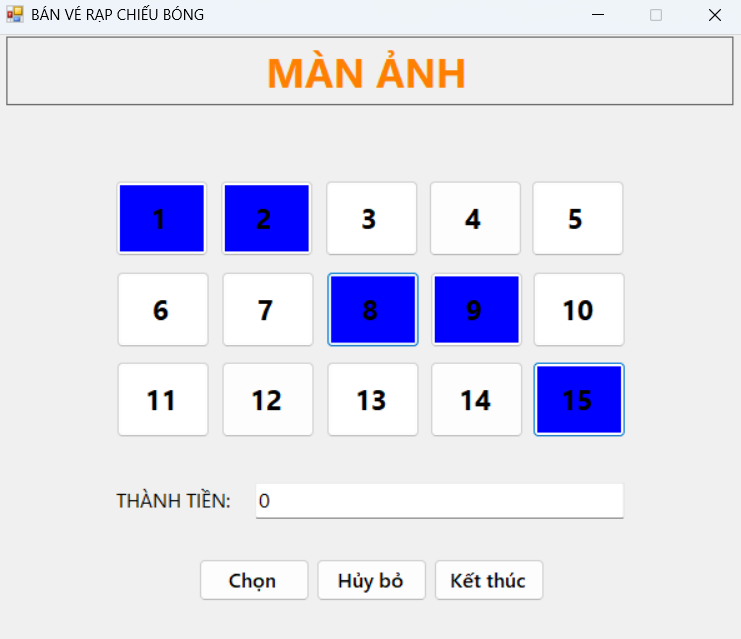 BÁN VÉ RẠP CHIẾU BÓNG
MÀN ẢNH
1 2 3 4 5
6 7 8 9 10
11 12 13 14 15
THÀNH TIỀN: 0
Chọn Hủy bỏ Kết thúc